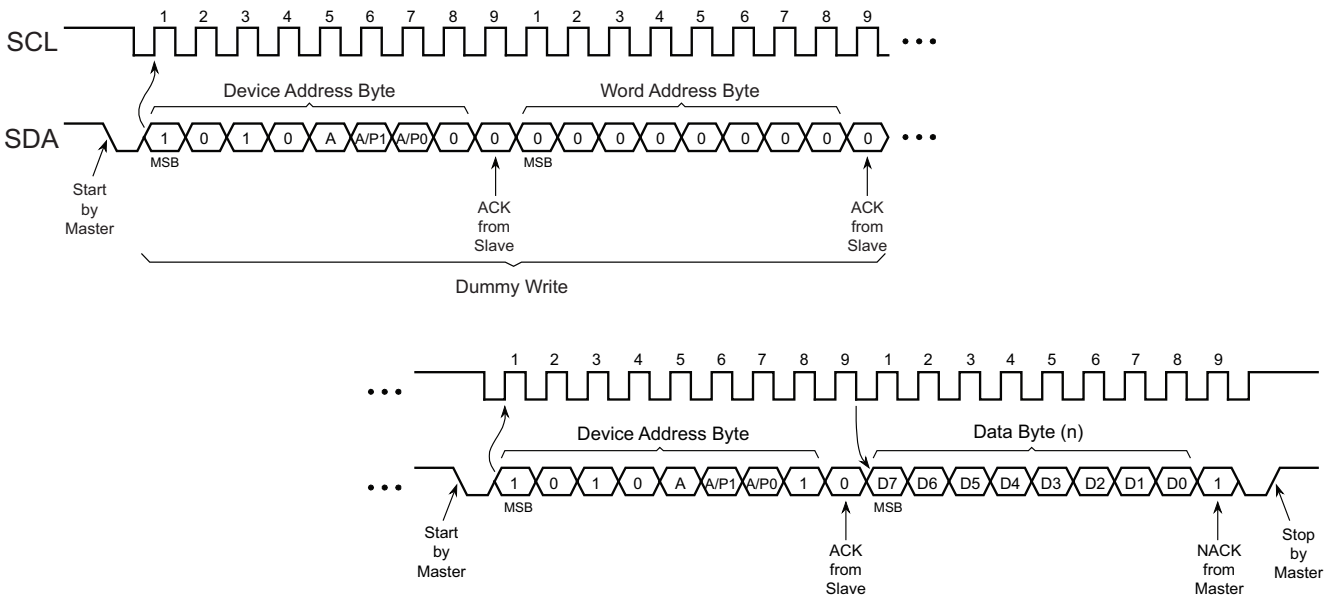 1 2 3 4 5 6 7 8 9 1 2 3 4 5 6 7 8 9
SCL
Device Address Byte Word Address Byte
SDA
1 0 1 0 A A/P1 A/P0 0 0 0 0 0 0 0 0 0 0 0
MSB MSB
Start
by
Master
ACK
from
Slave
ACK
from
Slave
Dummy Write
1 2 3 4 5 6 7 8 9 1 2 3 4 5 6 7 8 9
Device Address Byte Data Byte (n)
1 0 1 0 A A/P1 A/P0 1 0 D7 D6 D5 D4 D3 D2 D1 D0 1
MSB MSB
Start
by
Master
ACK
from
Slave
NACK
from
Master
Stop
by
Master